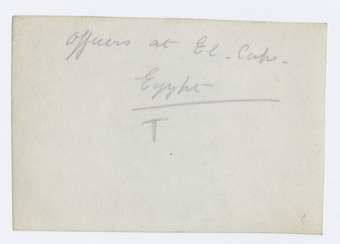 Officers at El-Cap-
Egypt
T